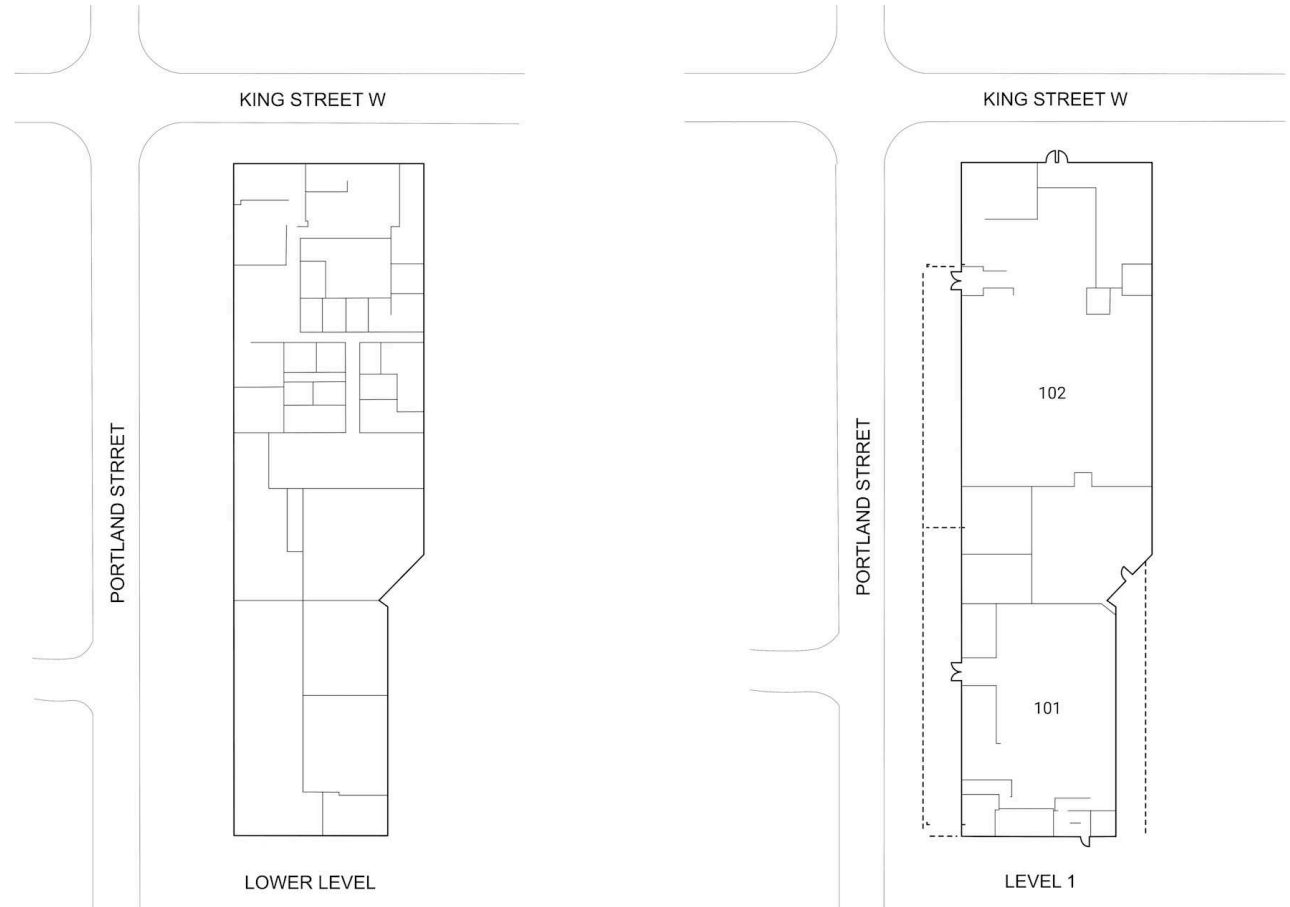 KING STREET W
PORTLAND STRRET
LOWER LEVEL
KING STREET W
PORTLAND STRRET
102
101
LEVEL 1